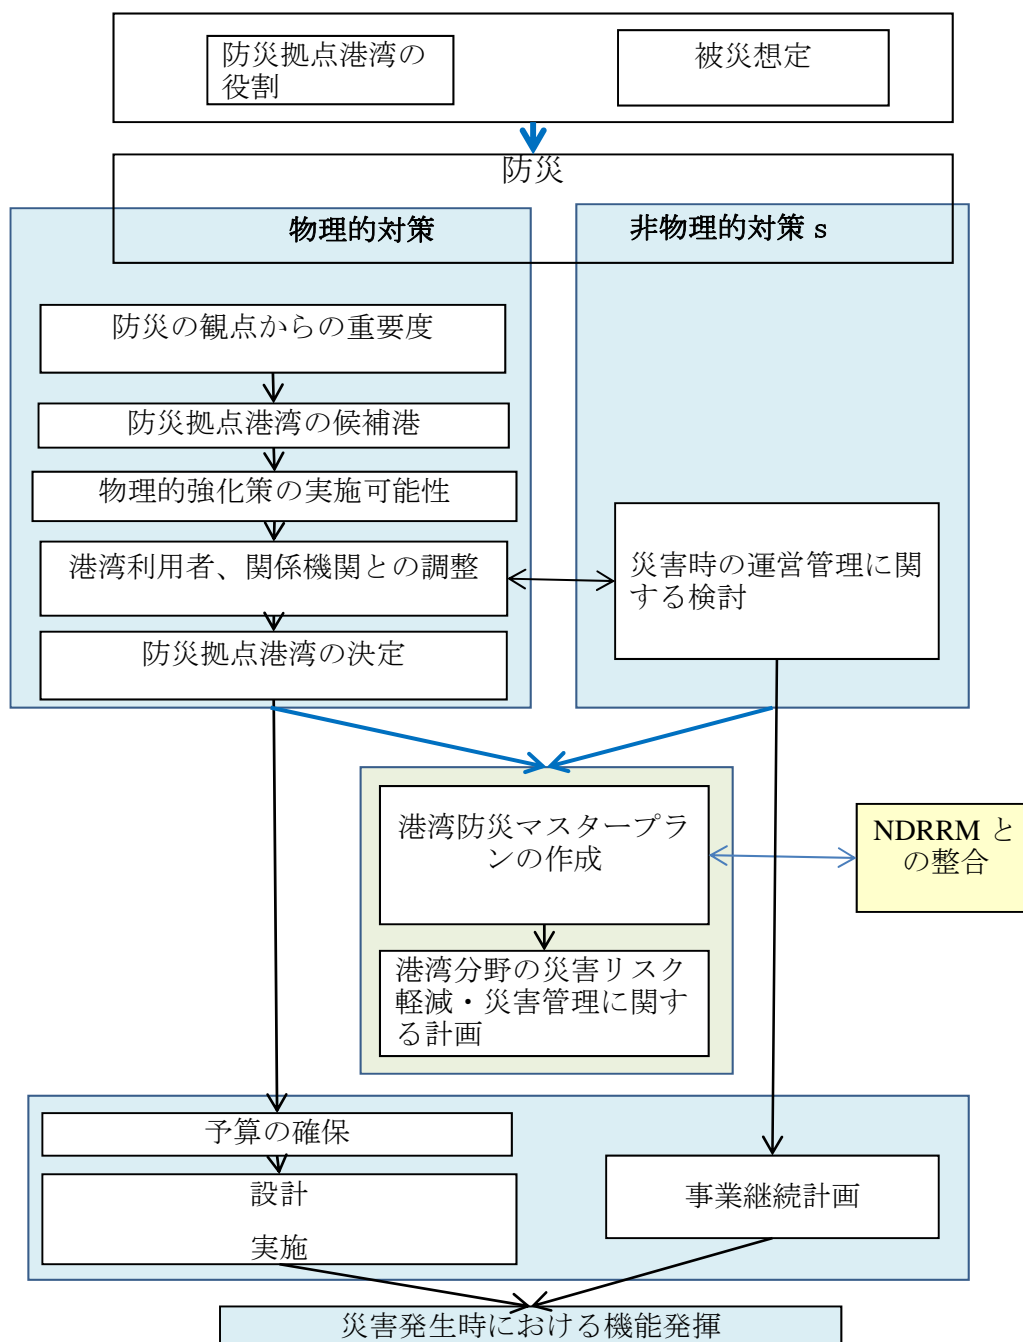 防災拠点港湾の
役割
被災想定
防災
物理的対策
非物理的対策 s
防災の観点からの重要度
防災拠点港湾の候補港
物理的強化策の実施可能性
港湾利用者、関係機関との調整
災害時の運営管理に関
する検討
防災拠点港湾の決定
港湾防災マスタープラ
ンの作成
NDRRM と
の整合
港湾分野の災害リスク
軽減・災害管理に関す
る計画
予算の確保
設計
実施
事業継続計画
災害発生時における機能発揮